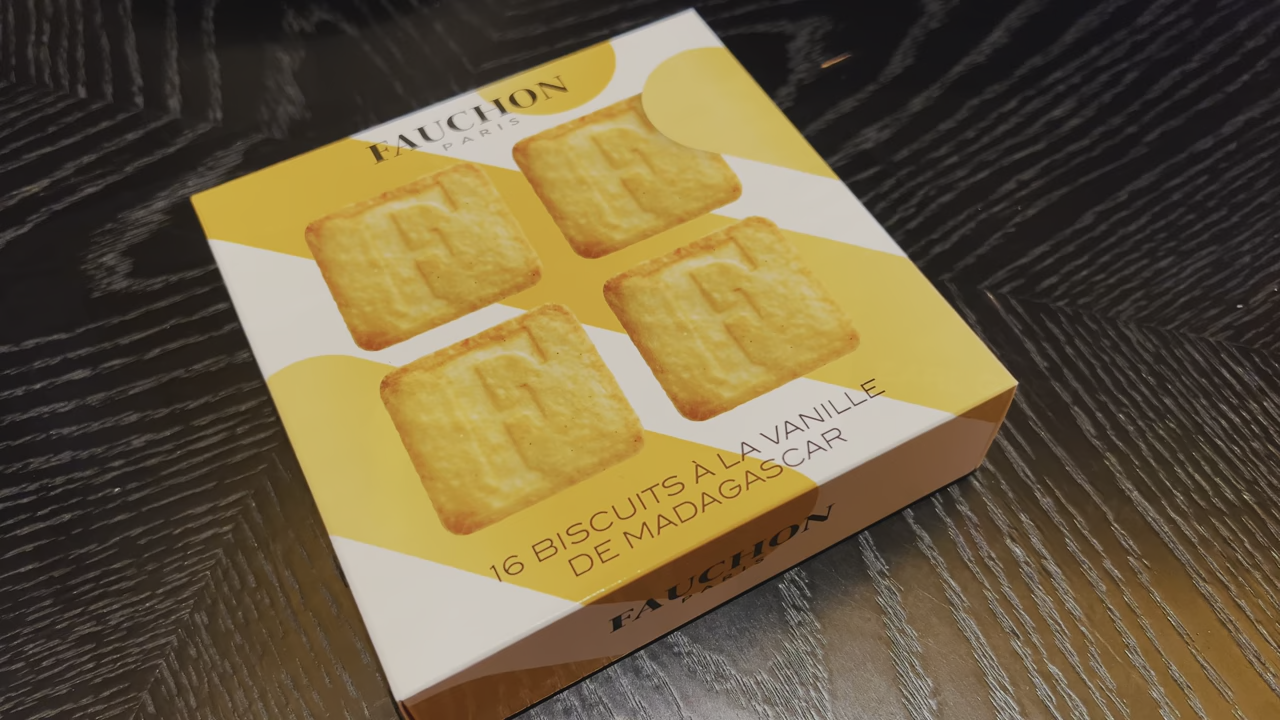 FAUCHON
PARIS
16 BISCUITS À LA VANILLE
DE MADAGASCAR
FAUCHON
PARIS